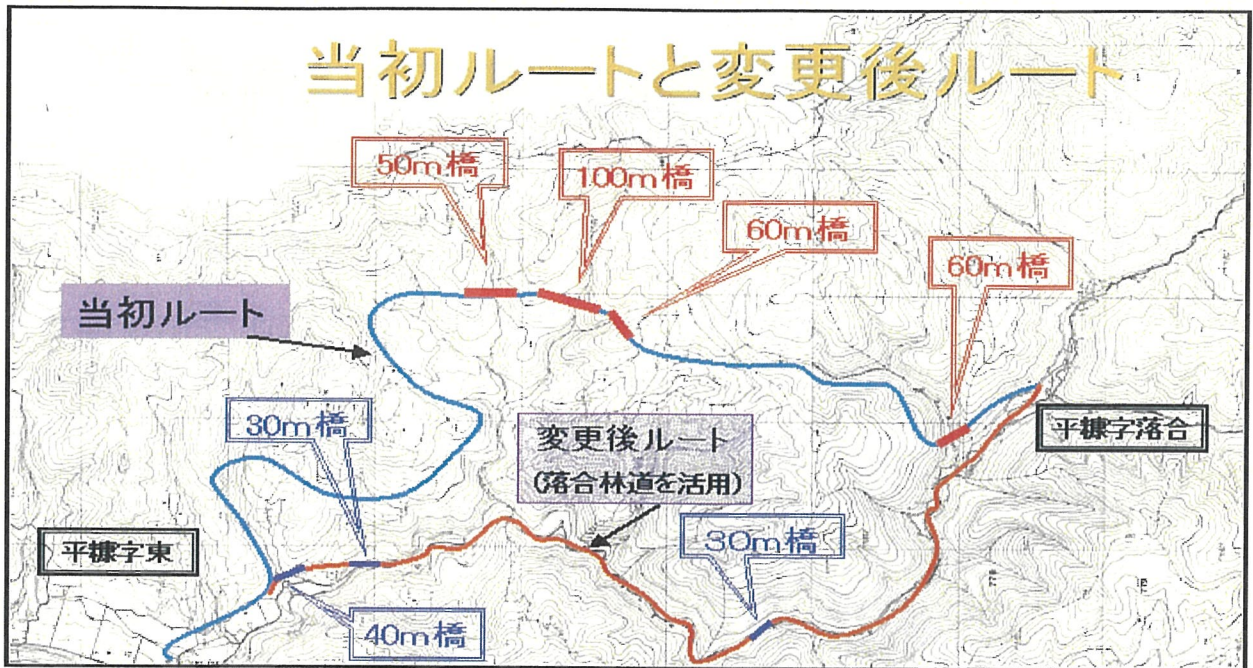 当初ルートと変更後ルート
50m橋
100m橋
60m橋
60m橋
当初ルート
30m橋
変更後ルート
(落合林道を活用)
平糠字落合
30m橋
平糠字東
40m橋